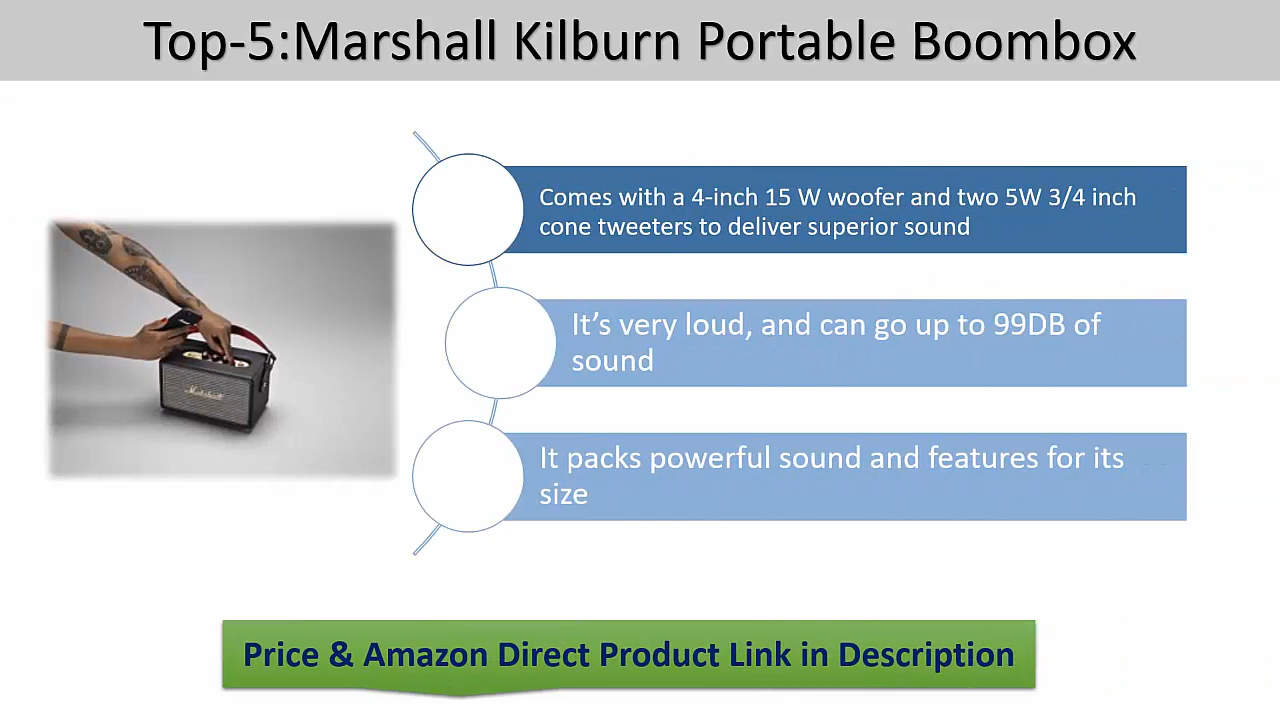 Top-5:Marshall Kilburn Portable Boombox
Comes with a 4-inch 15 W woofer and two 5W 3/4 inch
cone tweeters to deliver superior sound
It’s very loud, and can go up to 99DB of
sound
It packs powerful sound and features for its
size
Marshall
Price & Amazon Direct Product Link in Description